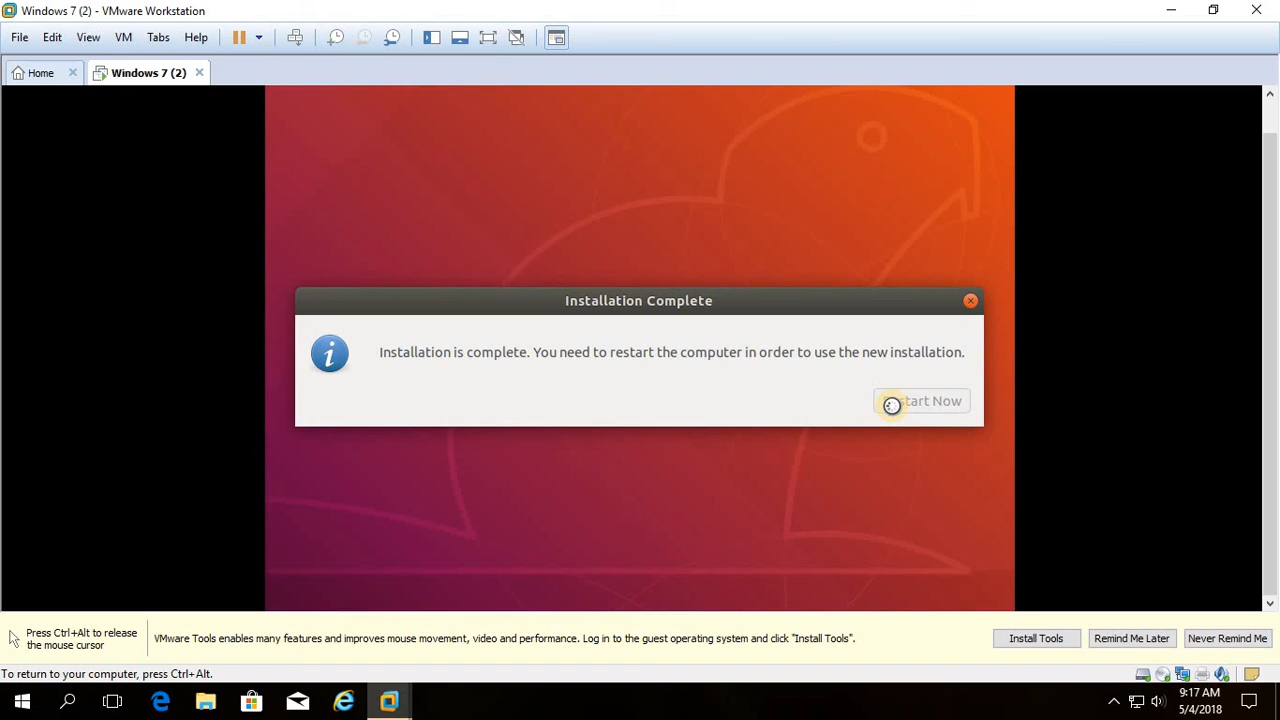 Windows 7 (2) - VMware Workstation
File Edit View VM Tabs Help
Home Windows 7 (2)
Installation Complete
Installation is complete. You need to restart the computer in order to use the new installation.
start Now
Press Ctrl+Alt to release
the mouse cursor
VMware Tools enables many features and improves mouse movement, video and performance. Log in to the guest operating system and click "Install Tools".
Install Tools Remind Me Later Never Remind Me
To return to your computer, press Ctrl+Alt.
9:17 AM
5/4/2018